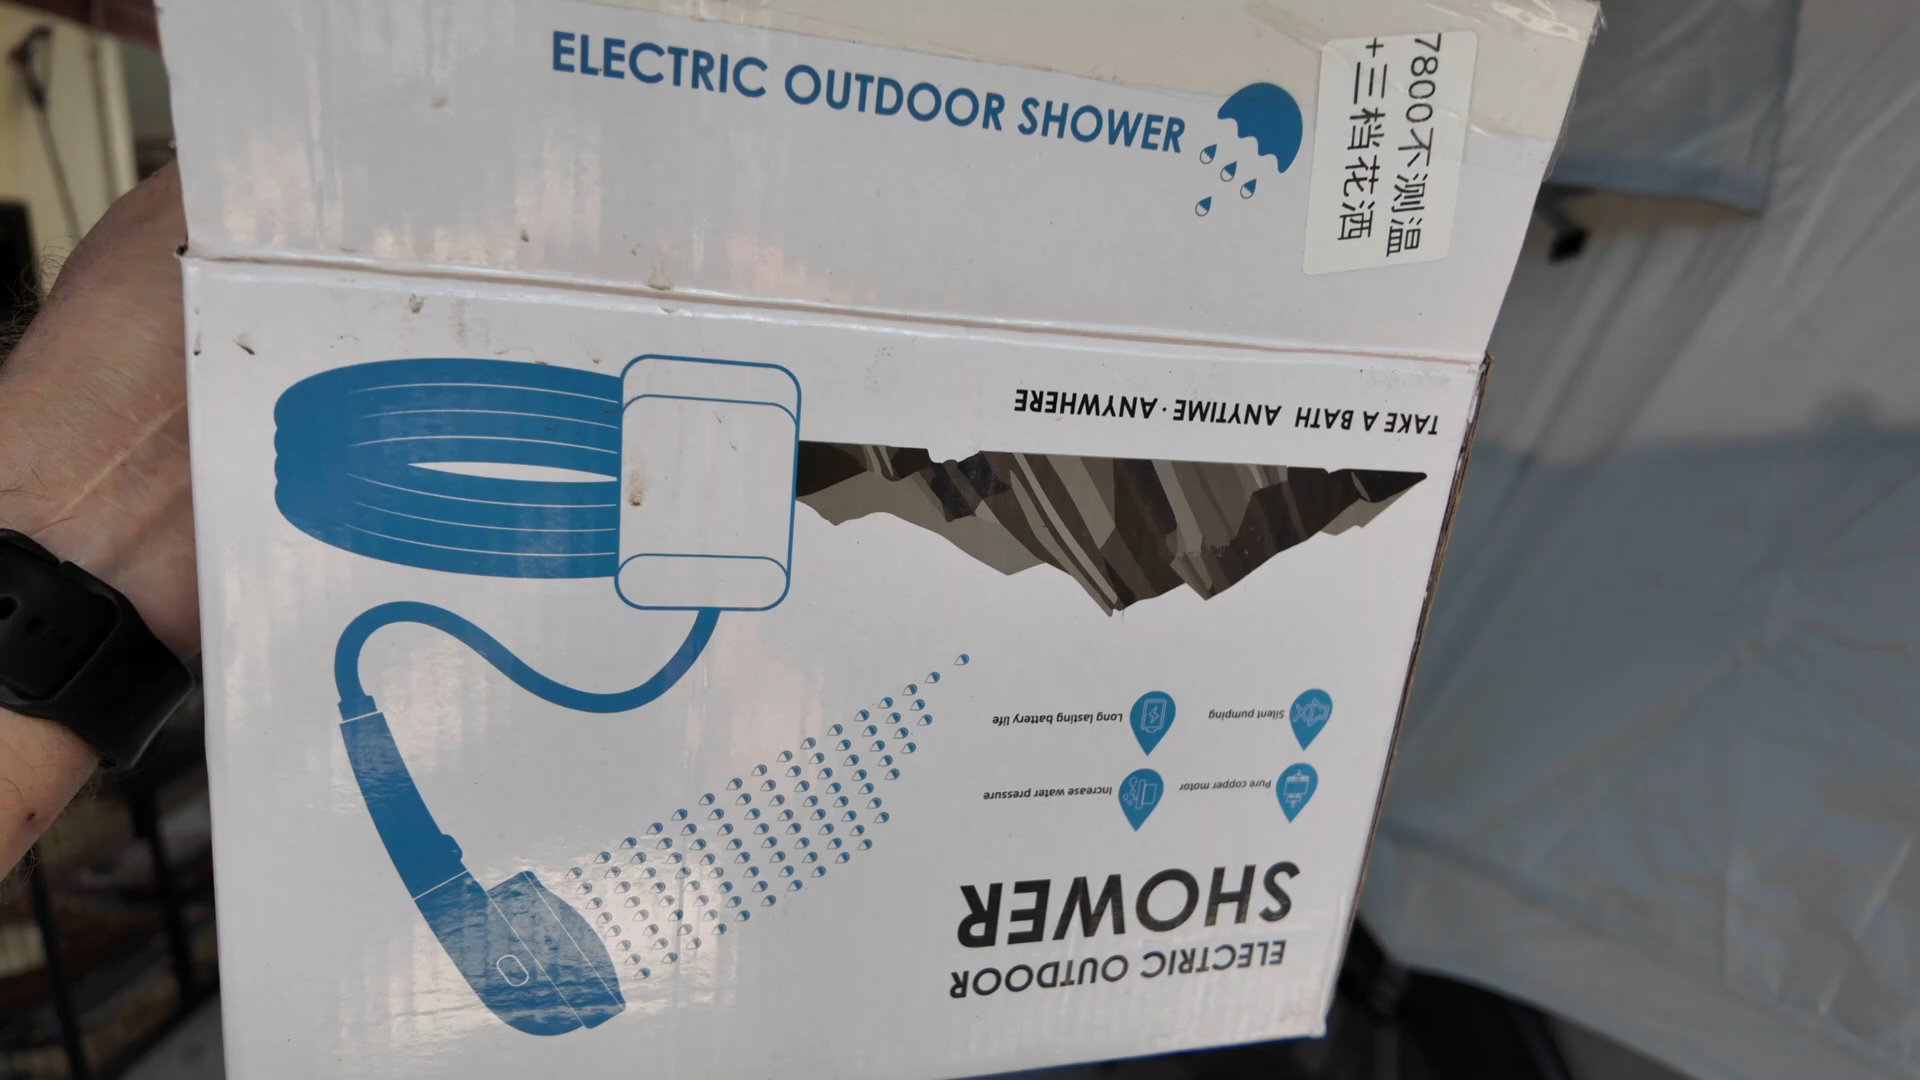 ELECTRIC OUTDOOR SHOWER
7800不测温
+三档花洒
ELECTRIC OUTDOOR
SHOWER
Pure copper motor
Increase water pressure
Silent pumping
Long lasting battery life
TAKE A BATH ANYTIME·ANYWHERE